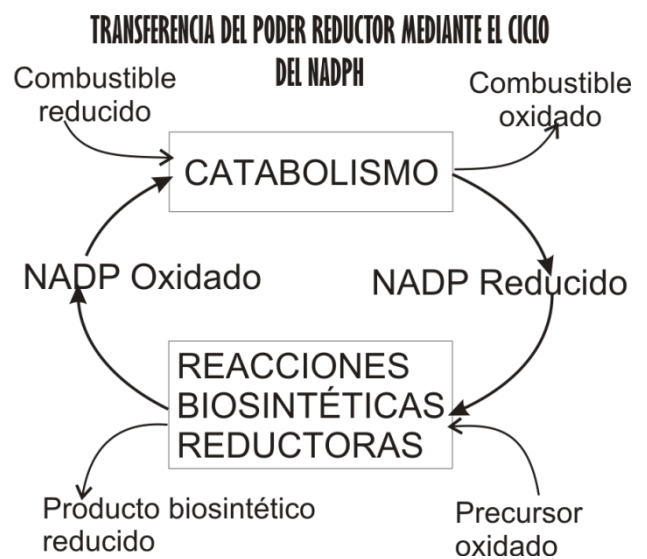 TRANSFERENCIA DEL PODER REDUCTOR MEDIANTE EL CICLO
DEL NADPH
Combustible
reducido
Combustible
oxidado
CATABOLISMO
NADP Oxidado
NADP Reducido
REACCIONES
BIOSINTÉTICAS
REDUCTORAS
Producto biosintético
reducido
Precursor
oxidado